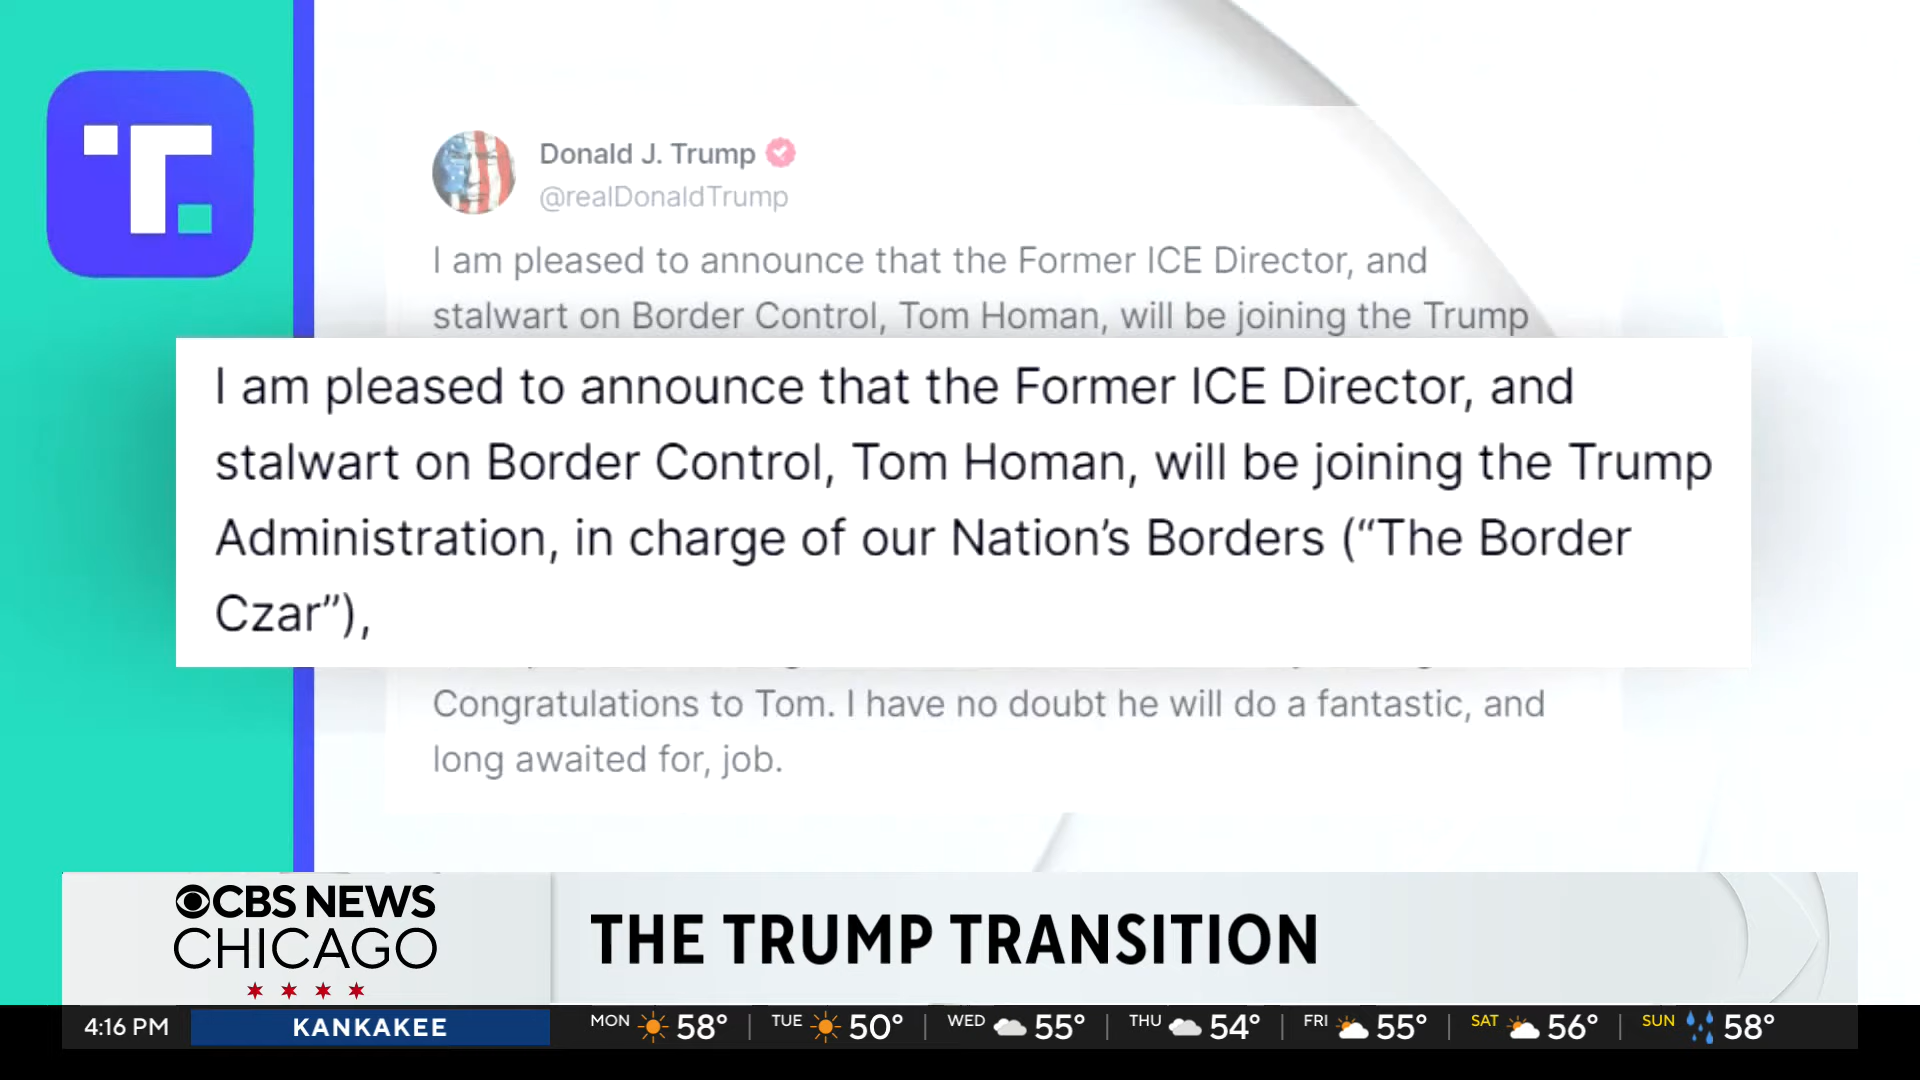 T.
Donald J. Trump
@realDonaldTrump
I am pleased to announce that the Former ICE Director, and
stalwart on Border Control, Tom Homan, will be joining the Trump
I am pleased to announce that the Former ICE Director, and
stalwart on Border Control, Tom Homan, will be joining the Trump
Administration, in charge of our Nation’s Borders (“The Border
Czar”),
Congratulations to Tom. I have no doubt he will do a fantastic, and
long awaited for, job.
CBS NEWS
CHICAGO
THE TRUMP TRANSITION
4:16 PM KANKAKEE MON 58° TUE 50° WED 55° THU 54° FRI 55° SAT 56° SUN 58°